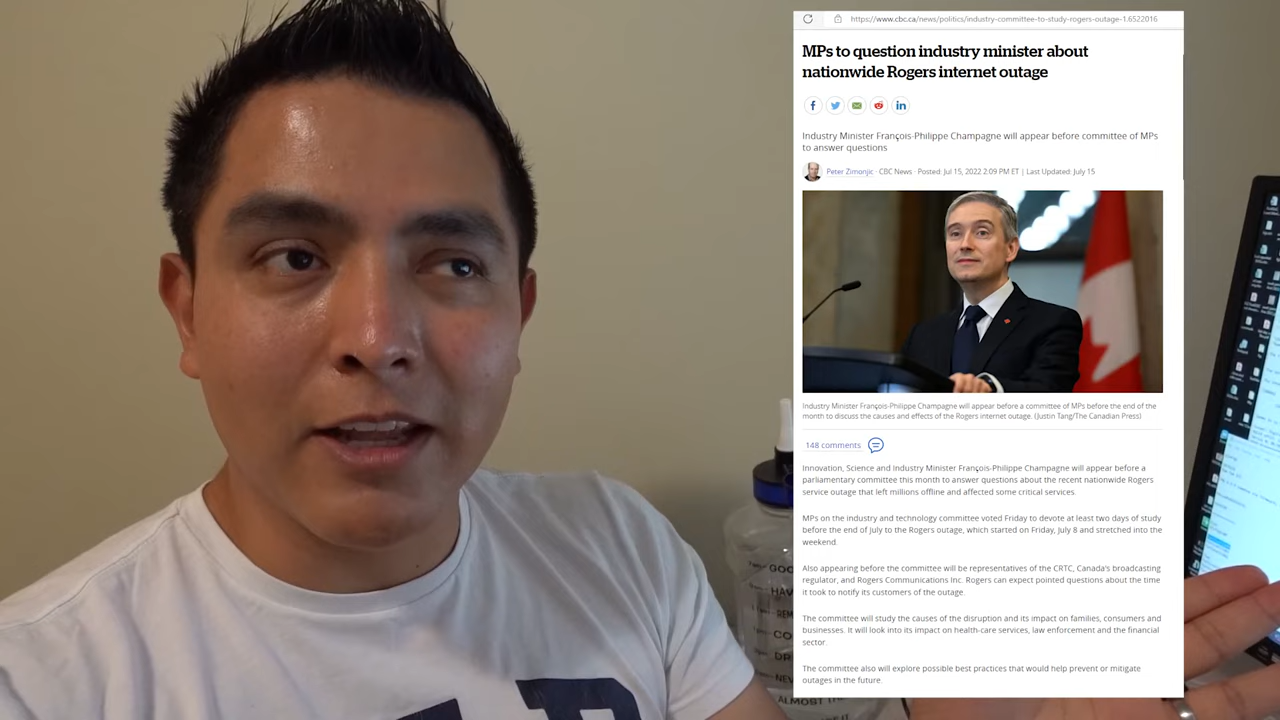 https://www.cbc.ca/news/politics/industry-committee-to-study-rogers-outage-1.6522016
MPs to question industry minister about
nationwide Rogers internet outage
Industry Minister François-Philippe Champagne will appear before committee of MPs
to answer questions
Peter Zimonjic · CBC News · Posted: Jul 15, 2022 2:09 PM ET | Last Updated: July 15
Industry Minister François-Philippe Champagne will appear before a committee of MPs before the end of the
month to discuss the causes and effects of the Rogers internet outage. (Justin Tang/The Canadian Press)
148 comments
Innovation, Science and Industry Minister François-Philippe Champagne will appear before a
parliamentary committee this month to answer questions about the recent nationwide Rogers
service outage that left millions offline and affected some critical services.
MPs on the industry and technology committee voted Friday to devote at least two days of study
before the end of july to the Rogers outage, which started on Friday, July 8 and stretched into the
weekend.
Also appearing before the committee will be representatives of the CRTC, Canada's broadcasting
regulator, and Rogers Communications Inc. Rogers can expect pointed questions about the time
it took to notify its customers of the outage.
The committee will study the causes of the disruption and its impact on families, consumers and
businesses. It will look into its impact on health-care services, law enforcement and the financial
sector.
The committee also will explore possible best practices that would help prevent or mitigate
outages in the future.
GOO
HAV
REMA
CO
DR
NEV
ALMOST